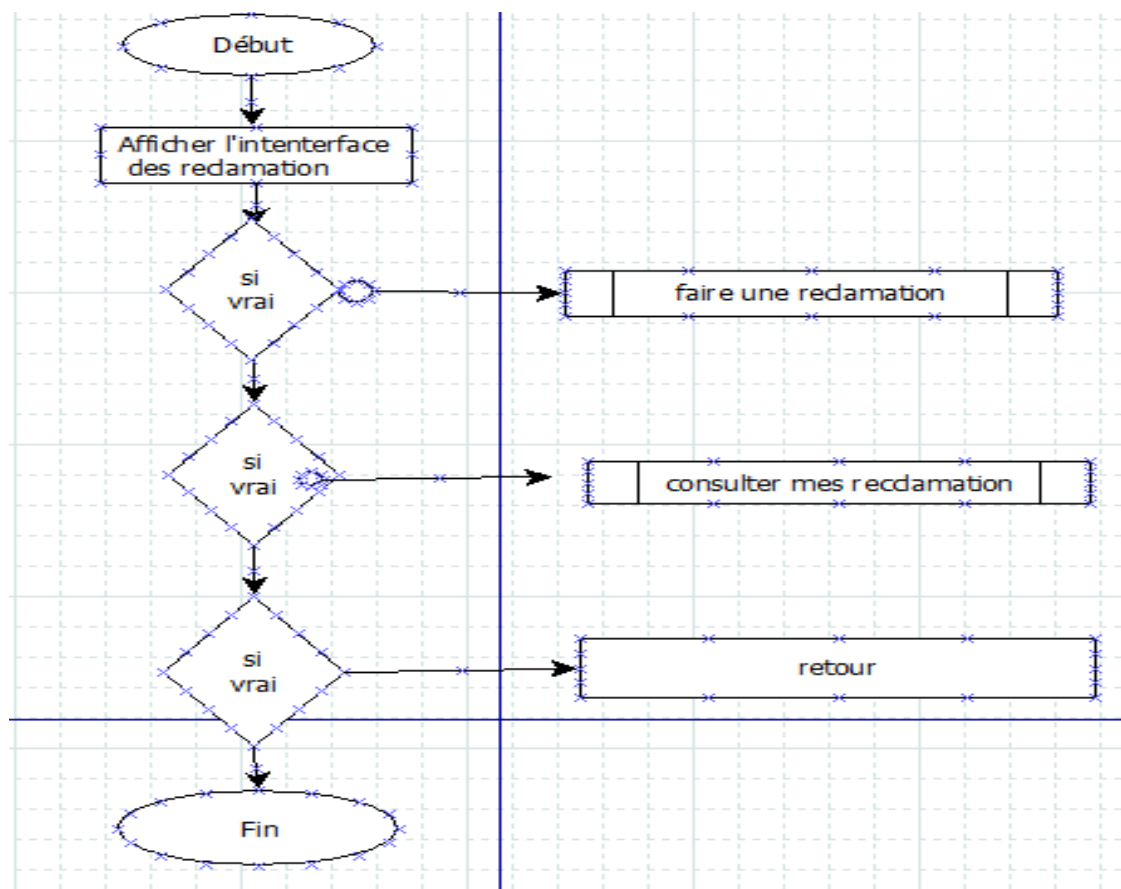 Début
Afficher l'intenterface
des reclamation
si
vrai
faire une reclamation
si
vrai
consulter mes recclamation
si
vrai
retour
Fin